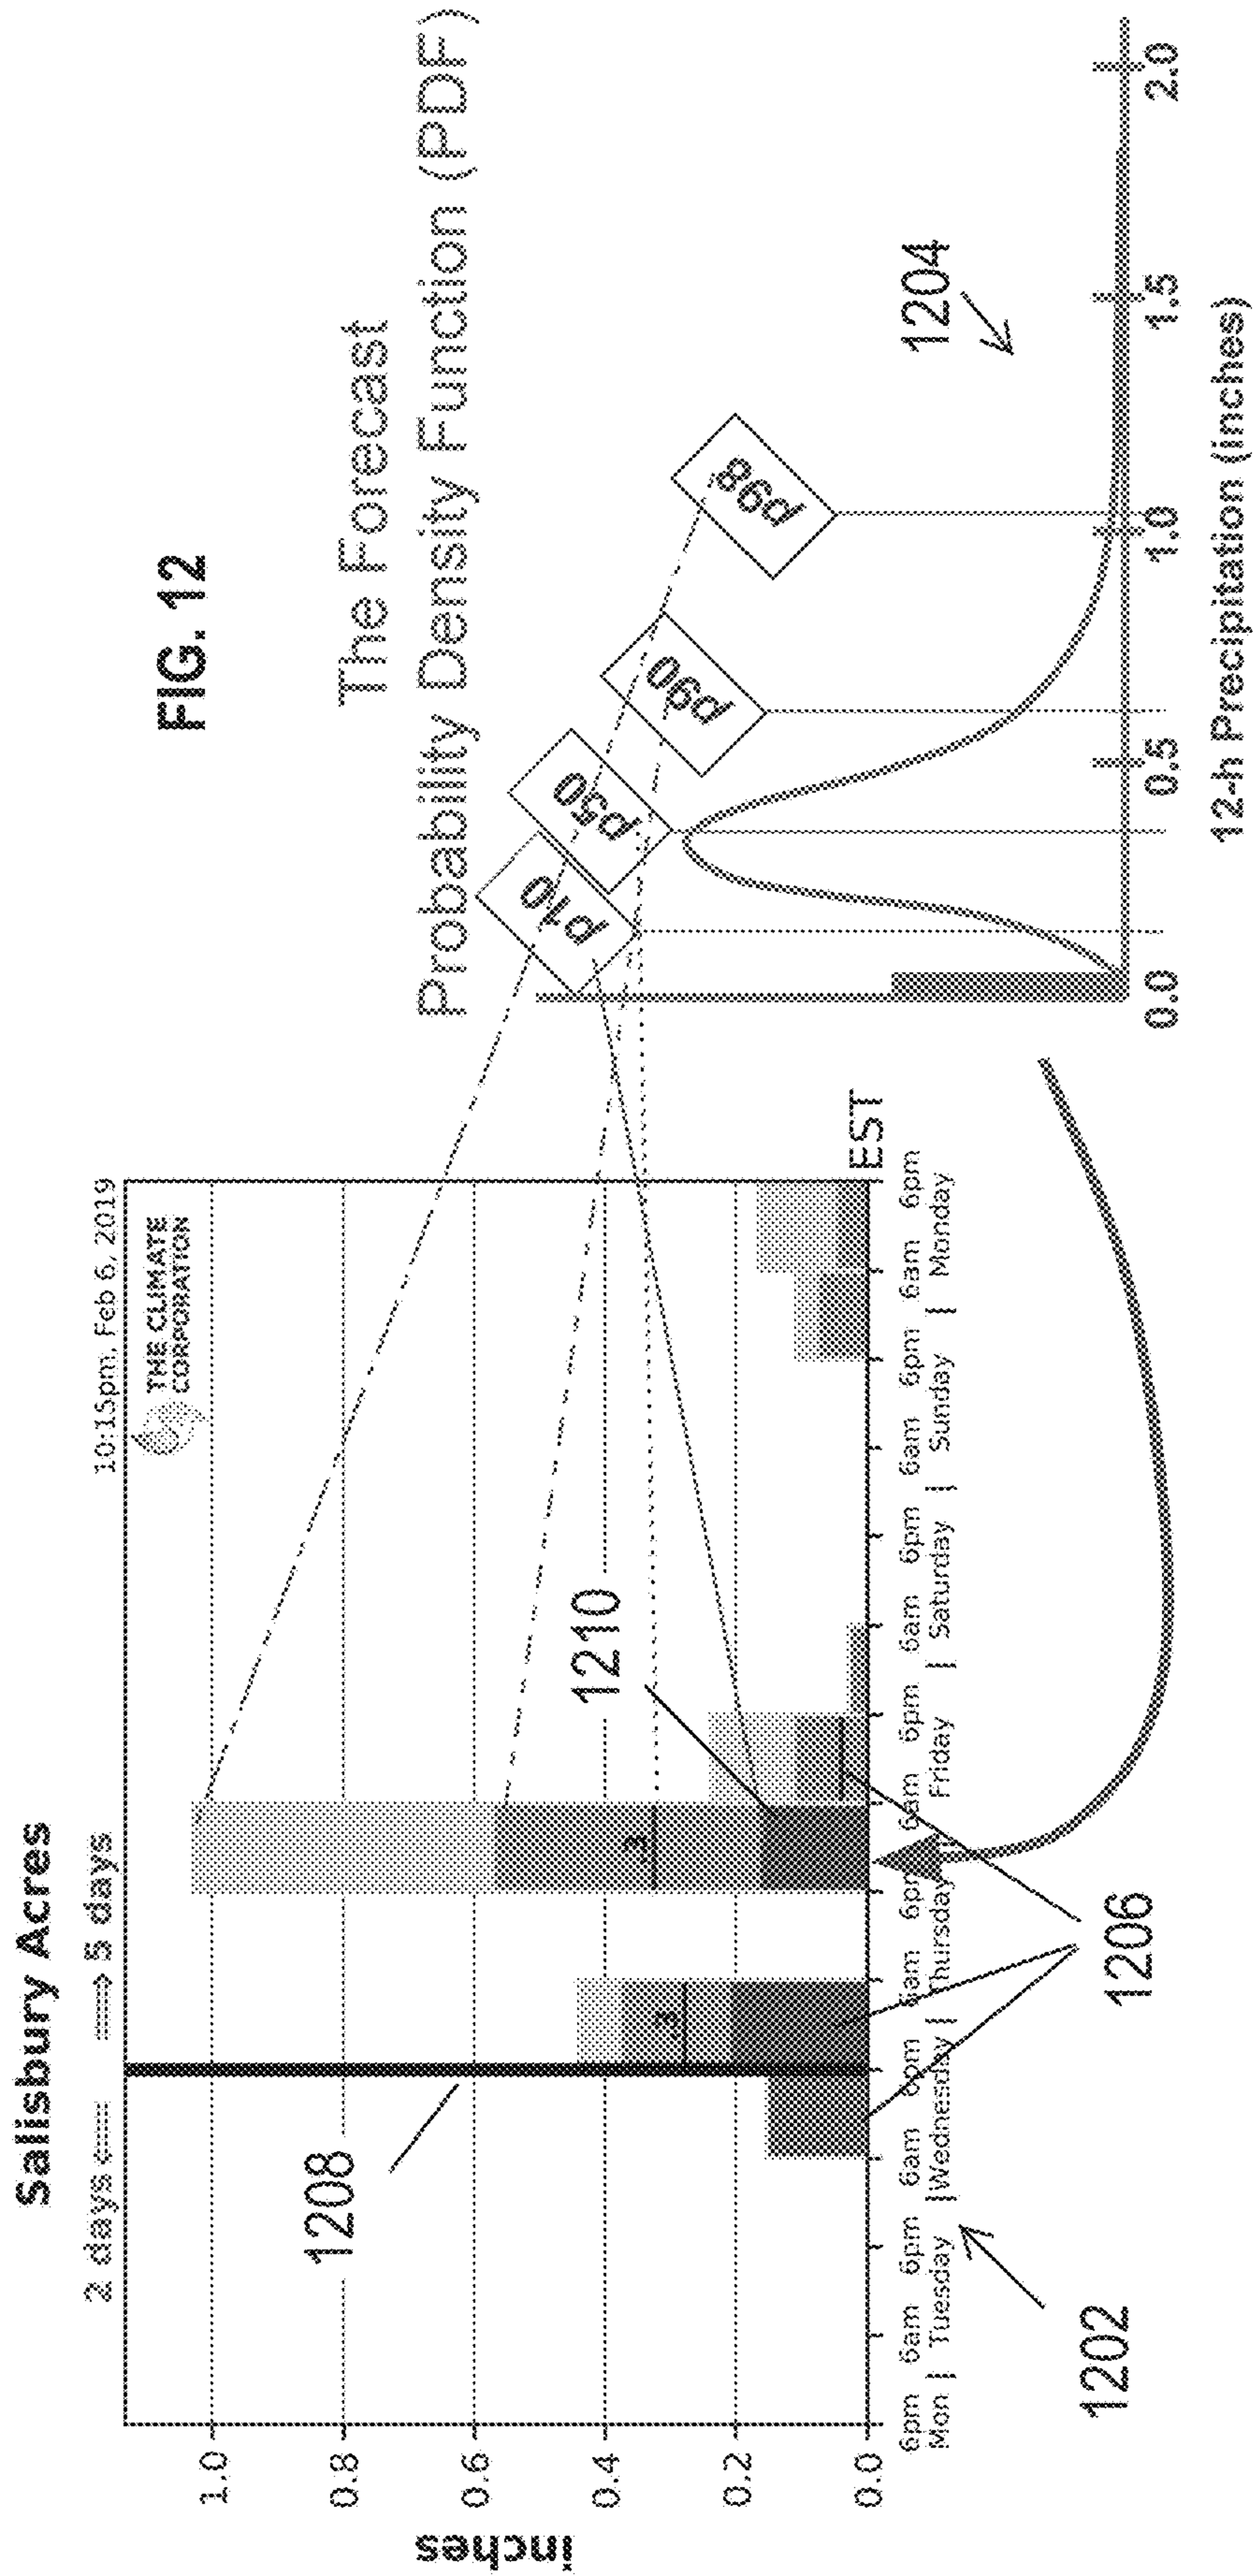 FIG. 12
Salisbury Acres
2 days <== ==> 5 days
10:15pm, Feb 6, 2019
THE CLIMATE
CORPORATION
inches
1.0
0.8
0.6
0.4
0.2
0.0
.3
.3
1208
1210
6pm 6am 6pm 6am 6pm 6am 6pm 6am 6pm 6am 6pm 6am 6pm 6am 6pm
EST
Mon | Tuesday | Wednesday | Thursday | Friday | Saturday | Sunday | Monday
1202
1206
The Forecast
Probability Density Function (PDF)
p10
p50
p90
p98
1204
0.0 0.5 1.0 1.5 2.0
12-h Precipitation (inches)